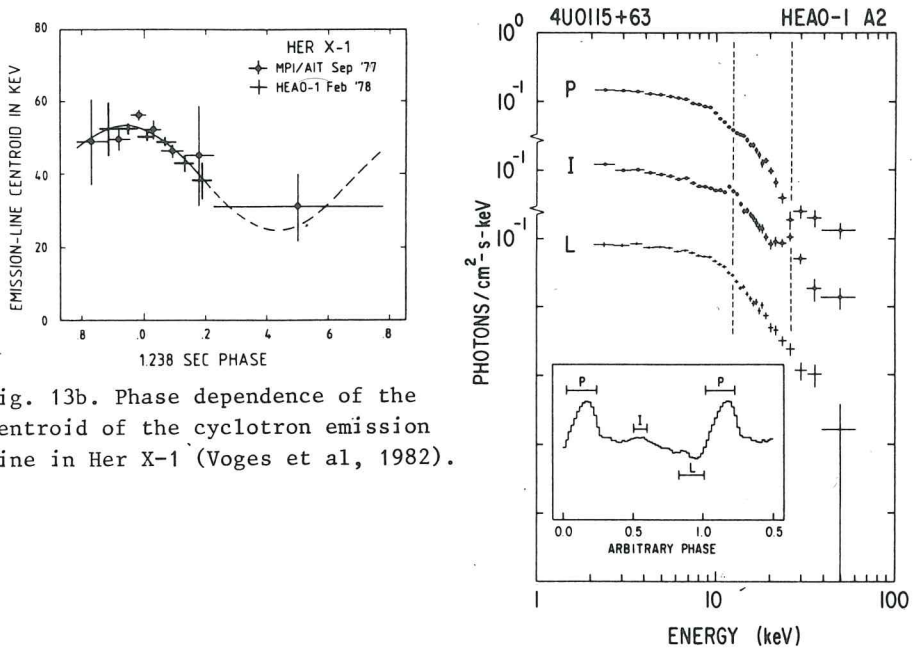 80
60
40
20
0
EMISSION-LINE CENTROID IN KEV
HER X-1
MPI/AIT Sep '77
HEAO-1 Feb '78
8 .0 .2 .4 .6 .8
1.238 SEC PHASE
ig. 13b. Phase dependence of the
entroid of the cyclotron emission
ine in Her X-1 (Voges et al, 1982).
4U0115+63 HEAO-1 A2
10⁰
10⁻¹
10⁻¹
10⁻¹
PHOTONS/cm²-s-keV
P
I
L
P P
I
L
0.0 0.5 1.0 0.5
ARBITRARY PHASE
1 10 100
ENERGY (keV)